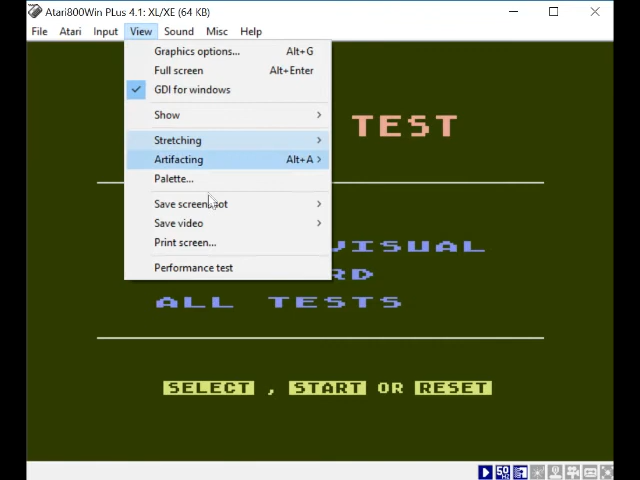 Atari800Win PLus 4.1: XL/XE (64 KB)
File Atari Input View Sound Misc Help
Graphics options... Alt+G
Full screen Alt+Enter
GDI for windows
Show
Stretching
Artifacting Alt+A
Palette...
Save screenshot
Save video
Print screen...
Performance test
TEST
VISUAL
RD
ALL TESTS
SELECT , START OR RESET
50